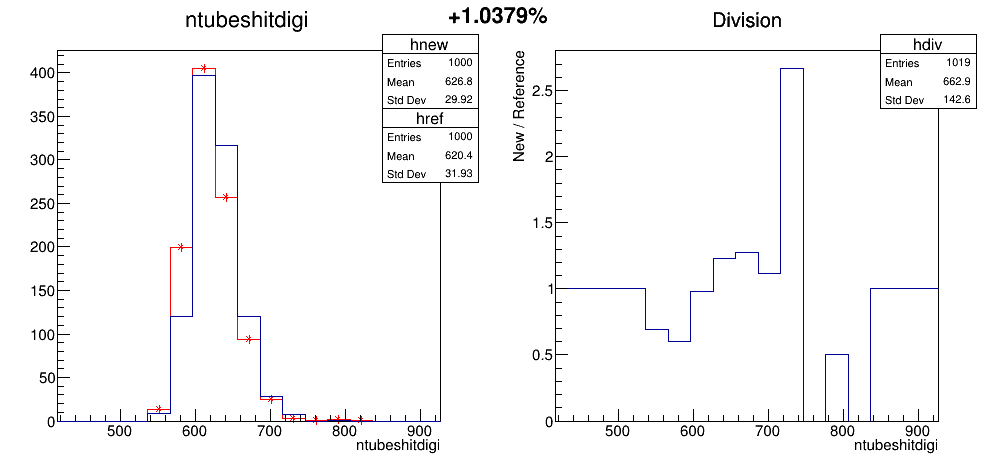 +1.0379%
ntubeshitdigi
hnew
Entries 1000
Mean 626.8
Std Dev 29.92
href
Entries 1000
Mean 620.4
Std Dev 31.93
400
350
300
250
200
150
100
50
0
500 600 700 800 900
ntubeshitdigi
Division
hdiv
Entries 1019
Mean 662.9
Std Dev 142.6
New / Reference
2.5
2
1.5
1
0.5
0
500 600 700 800 900
ntubeshitdigi